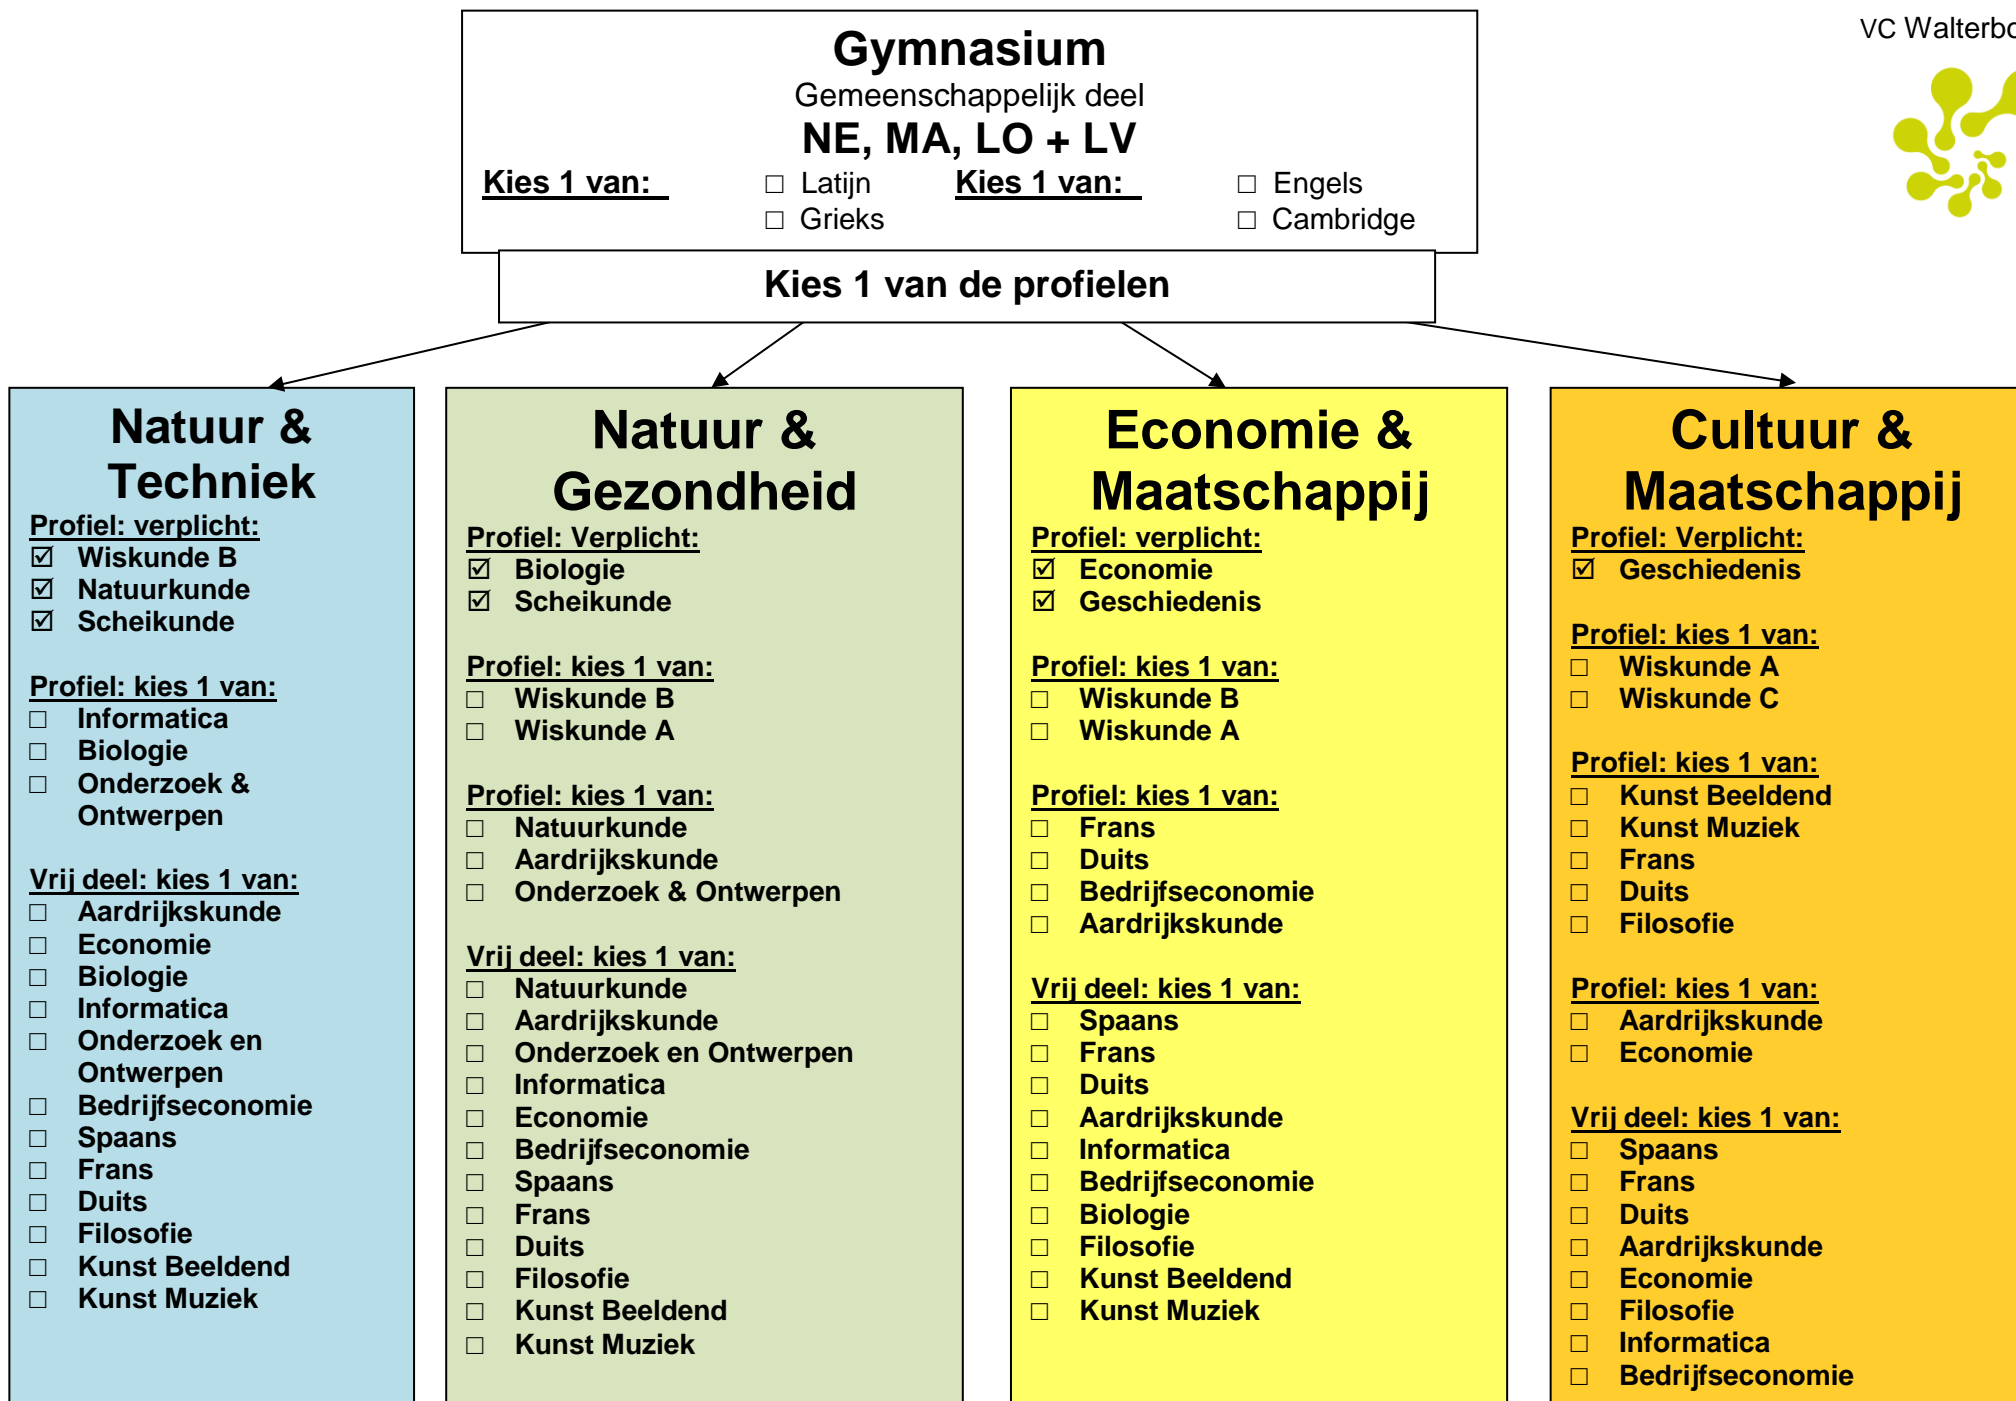 VC Walterbo
Gymnasium
Gemeenschappelijk deel
NE, MA, LO + LV
Kies 1 van: □ Latijn Kies 1 van: □ Engels
□ Grieks □ Cambridge
Kies 1 van de profielen
Natuur &
Techniek
Profiel: verplicht:
☑ Wiskunde B
☑ Natuurkunde
☑ Scheikunde
Profiel: kies 1 van:
□ Informatica
□ Biologie
□ Onderzoek &
Ontwerpen
Vrij deel: kies 1 van:
□ Aardrijkskunde
□ Economie
□ Biologie
□ Informatica
□ Onderzoek en
Ontwerpen
□ Bedrijfseconomie
□ Spaans
□ Frans
□ Duits
□ Filosofie
□ Kunst Beeldend
□ Kunst Muziek
Natuur &
Gezondheid
Profiel: Verplicht:
☑ Biologie
☑ Scheikunde
Profiel: kies 1 van:
□ Wiskunde B
□ Wiskunde A
Profiel: kies 1 van:
□ Natuurkunde
□ Aardrijkskunde
□ Onderzoek & Ontwerpen
Vrij deel: kies 1 van:
□ Natuurkunde
□ Aardrijkskunde
□ Onderzoek en Ontwerpen
□ Informatica
□ Economie
□ Bedrijfseconomie
□ Spaans
□ Frans
□ Duits
□ Filosofie
□ Kunst Beeldend
□ Kunst Muziek
Economie &
Maatschappij
Profiel: verplicht:
☑ Economie
☑ Geschiedenis
Profiel: kies 1 van:
□ Wiskunde B
□ Wiskunde A
Profiel: kies 1 van:
□ Frans
□ Duits
□ Bedrijfseconomie
□ Aardrijkskunde
Vrij deel: kies 1 van:
□ Spaans
□ Frans
□ Duits
□ Aardrijkskunde
□ Informatica
□ Bedrijfseconomie
□ Biologie
□ Filosofie
□ Kunst Beeldend
□ Kunst Muziek
Cultuur &
Maatschappij
Profiel: Verplicht:
☑ Geschiedenis
Profiel: kies 1 van:
□ Wiskunde A
□ Wiskunde C
Profiel: kies 1 van:
□ Kunst Beeldend
□ Kunst Muziek
□ Frans
□ Duits
□ Filosofie
Profiel: kies 1 van:
□ Aardrijkskunde
□ Economie
Vrij deel: kies 1 van:
□ Spaans
□ Frans
□ Duits
□ Aardrijkskunde
□ Economie
□ Filosofie
□ Informatica
□ Bedrijfseconomie